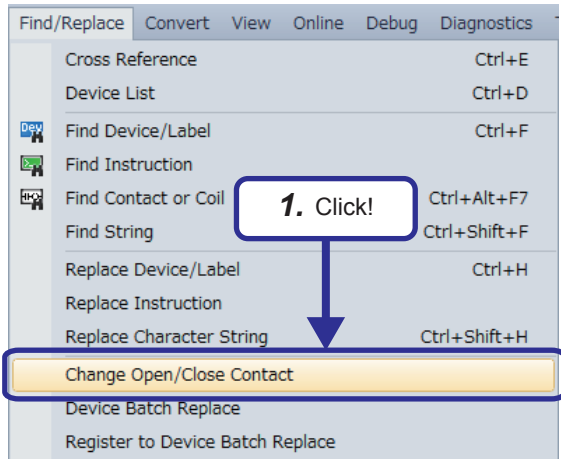 Find/Replace Convert View Online Debug Diagnostics
Cross Reference Ctrl+E
Device List Ctrl+D
Dev Find Device/Label Ctrl+F
Find Instruction
Find Contact or Coil Ctrl+Alt+F7
1. Click!
Find String Ctrl+Shift+F
Replace Device/Label Ctrl+H
Replace Instruction
Replace Character String Ctrl+Shift+H
Change Open/Close Contact
Device Batch Replace
Register to Device Batch Replace